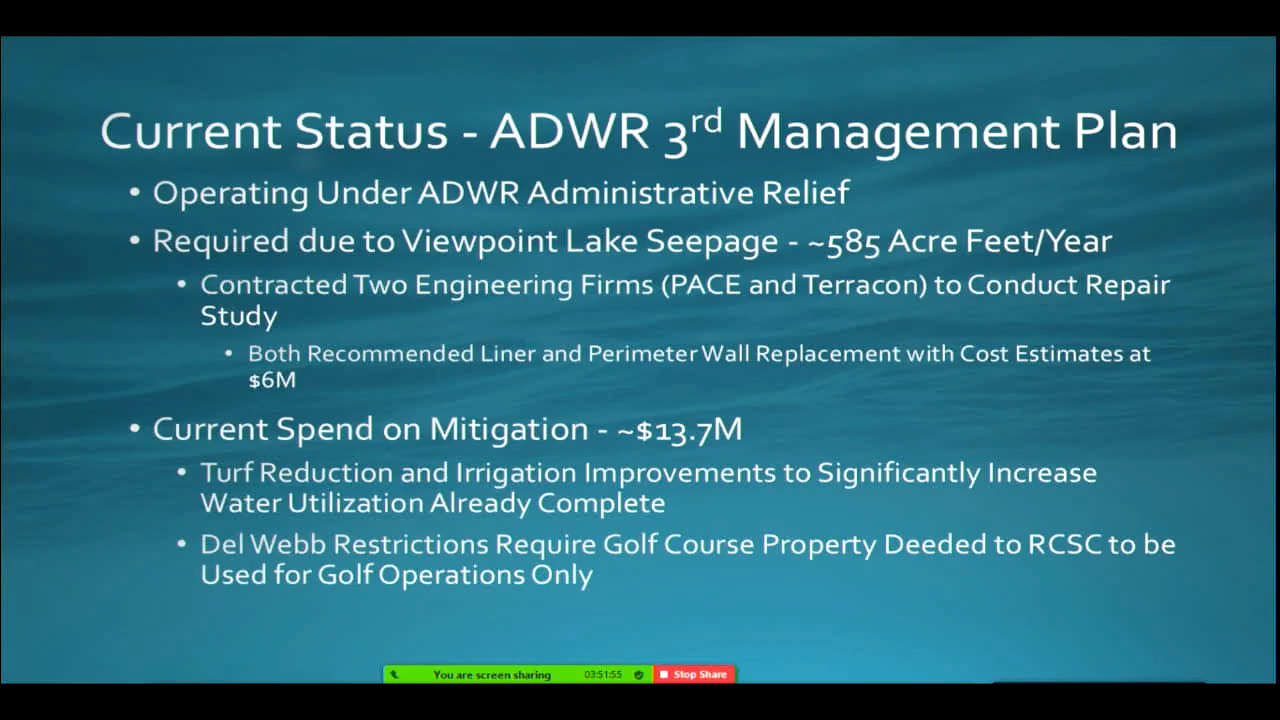 Current Status - ADWR 3rd Management Plan
• Operating Under ADWR Administrative Relief
• Required due to Viewpoint Lake Seepage - ~585 Acre Feet/Year
• Contracted Two Engineering Firms (PACE and Terracon) to Conduct Repair
Study
• Both Recommended Liner and Perimeter Wall Replacement with Cost Estimates at
$6M
• Current Spend on Mitigation - ~$13.7M
• Turf Reduction and Irrigation Improvements to Significantly Increase
Water Utilization Already Complete
• Del Webb Restrictions Require Golf Course Property Deeded to RCSC to be
Used for Golf Operations Only
You are screen sharing 03:51:55 Stop Share